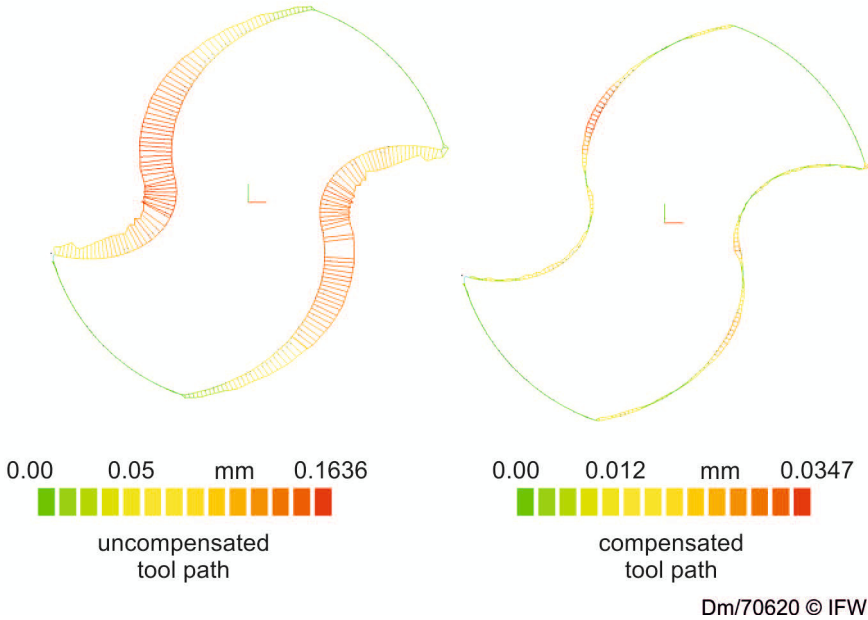 0.00 0.05 mm 0.1636
uncompensated
tool path
0.00 0.012 mm 0.0347
compensated
tool path
Dm/70620 © IFW